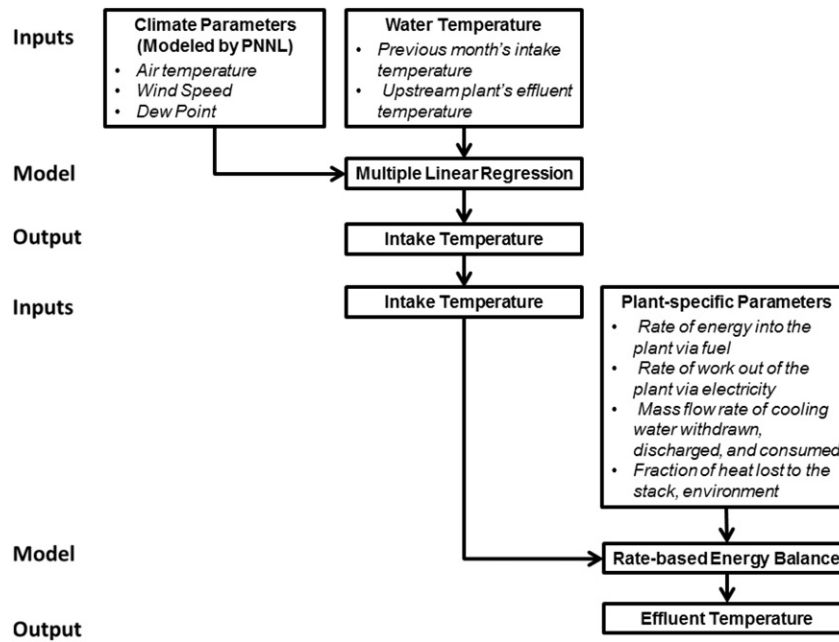 Inputs
Climate Parameters
(Modeled by PNNL)
• Air temperature
• Wind Speed
• Dew Point
Water Temperature
• Previous month's intake
temperature
• Upstream plant's effluent
temperature
Model
Multiple Linear Regression
Output
Intake Temperature
Inputs
Intake Temperature
Plant-specific Parameters
• Rate of energy into the
plant via fuel
• Rate of work out of the
plant via electricity
• Mass flow rate of cooling
water withdrawn,
discharged, and consumed
• Fraction of heat lost to the
stack, environment
Model
Rate-based Energy Balance
Output
Effluent Temperature